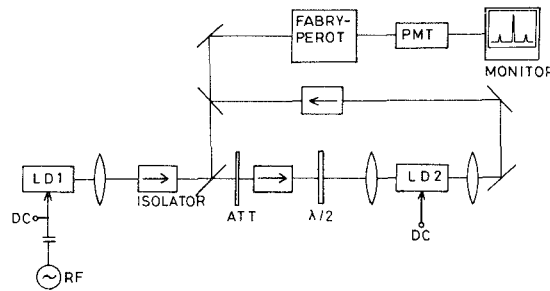 FABRY-
PEROT
PMT
MONITOR
LD1
ISOLATOR
ATT
λ/2
LD2
DC
DC
RF